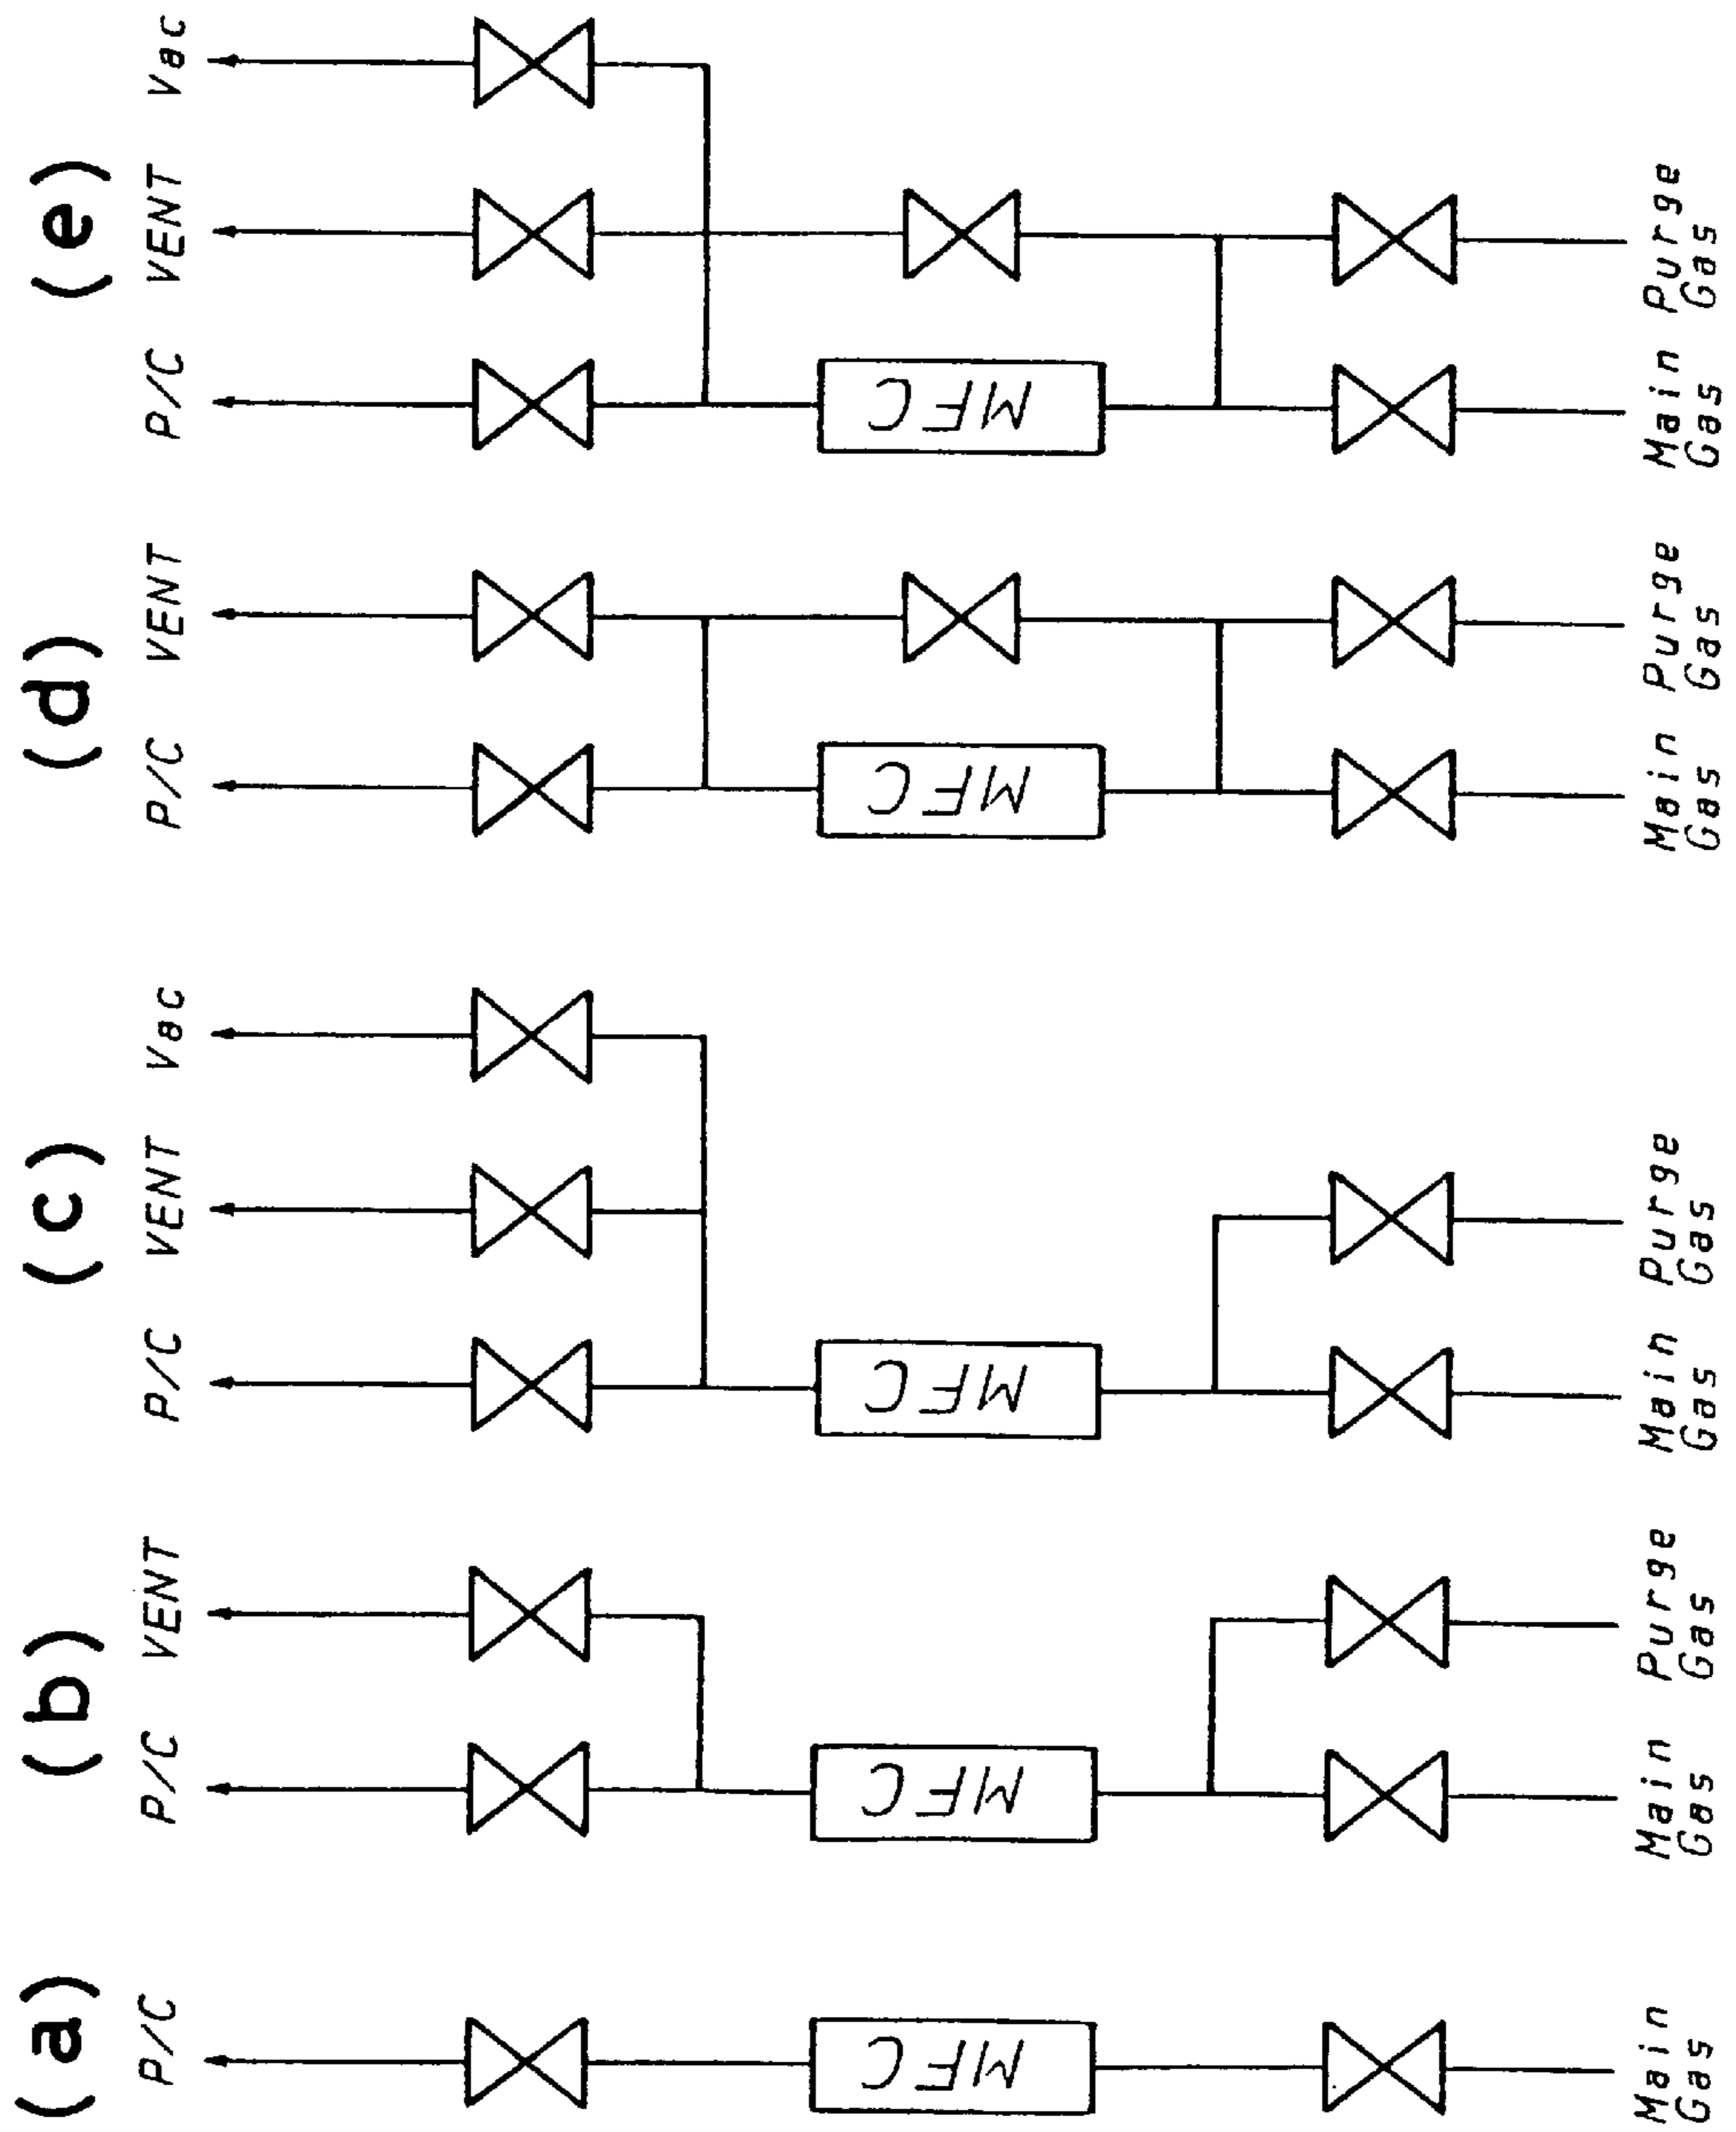 (a)
P/C
MFC
Main
Gas
(b)
P/C
VENT
MFC
Main
Gas
Purge
Gas
(c)
P/C
VENT
Vac
MFC
Main
Gas
Purge
Gas
(d)
P/C
VENT
MFC
Main
Gas
Purge
Gas
(e)
P/C
VENT
Vac
MFC
Main
Gas
Purge
Gas